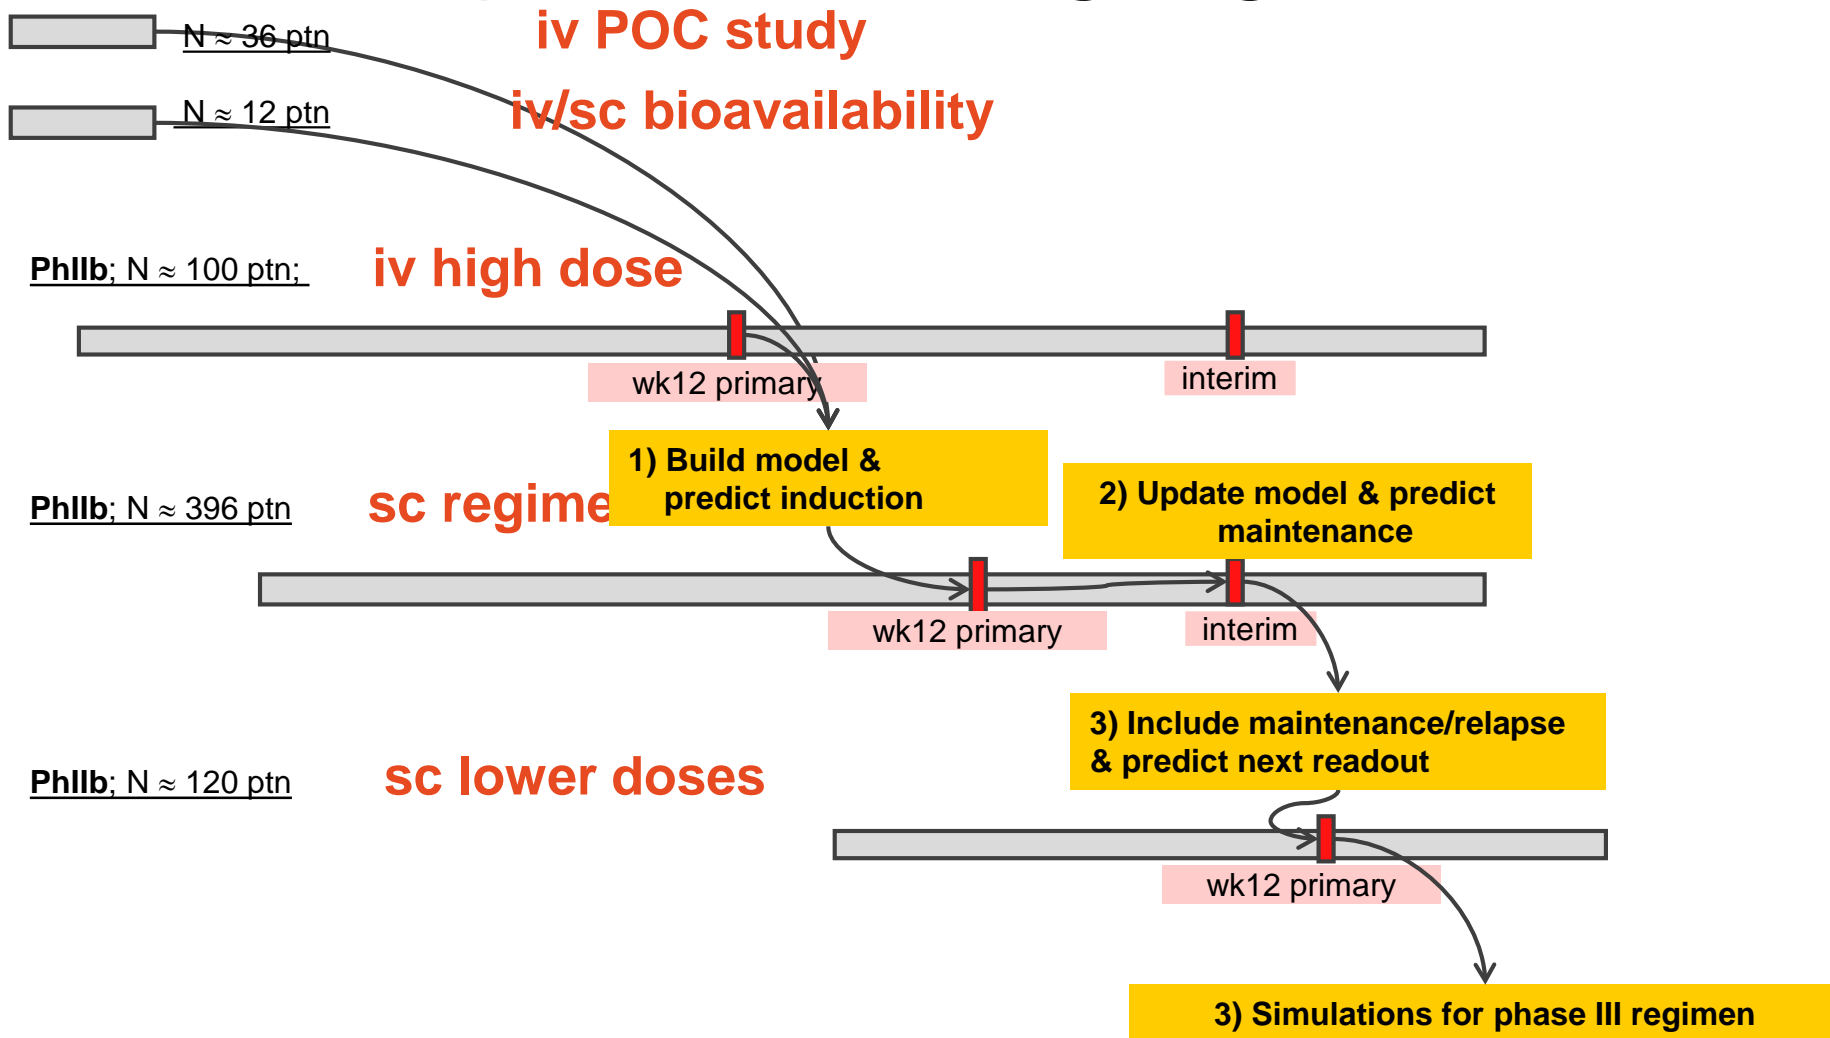 N ≈ 36 ptn
iv POC study
N ≈ 12 ptn
iv/sc bioavailability
PhIIb; N ≈ 100 ptn;
iv high dose
wk12 primary
interim
1) Build model &
predict induction
2) Update model & predict
maintenance
PhIIb; N ≈ 396 ptn
sc regime
wk12 primary
interim
3) Include maintenance/relapse
& predict next readout
PhIIb; N ≈ 120 ptn
sc lower doses
wk12 primary
3) Simulations for phase III regimen